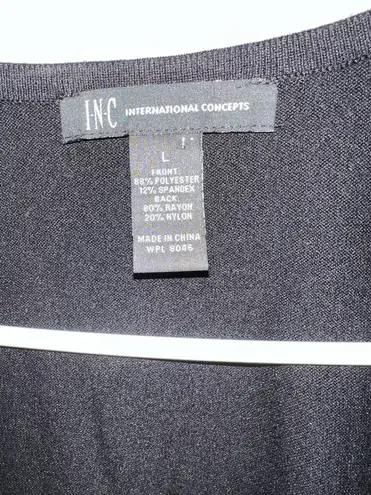 I·N·C INTERNATIONAL CONCEPTS
L
FRONT:
88% POLYESTER
12% SPANDEX
BACK:
80% RAYON
20% NYLON
MADE IN CHINA
WPL 8046